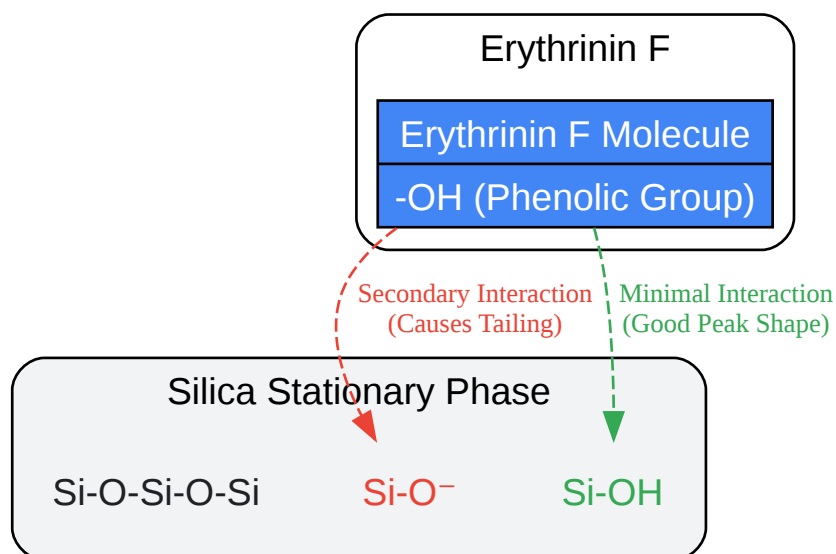 Erythrinin F
Erythrinin F Molecule
-OH (Phenolic Group)
Secondary Interaction
(Causes Tailing)
Minimal Interaction
(Good Peak Shape)
Silica Stationary Phase
Si-O-Si-O-Si
Si-O⁻
Si-OH